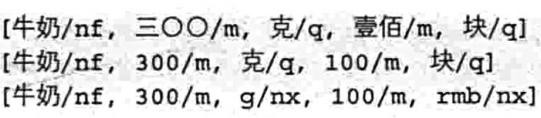 [牛奶/nf, 三〇〇/m, 克/q, 壹佰/m, 块/q]
[牛奶/nf, 300/m, 克/q, 100/m, 块/q]
[牛奶/nf, 300/m, g/nx, 100/m, rmb/nx]